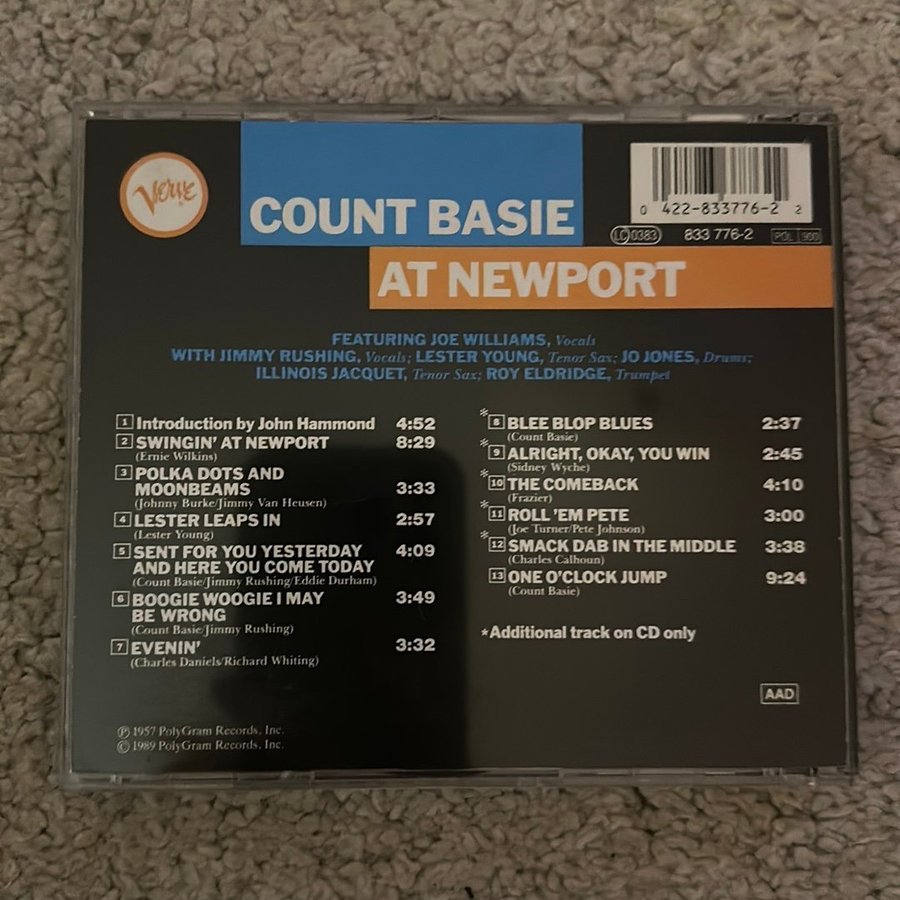 Verve
COUNT BASIE
AT NEWPORT
0 422-833776-2 2
LC 0383 833 776-2 POL 900
FEATURING JOE WILLIAMS, Vocals
WITH JIMMY RUSHING, Vocals; LESTER YOUNG, Tenor Sax; JO JONES, Drums;
ILLINOIS JACQUET, Tenor Sax; ROY ELDRIDGE, Trumpet
1 Introduction by John Hammond 4:52
2 SWINGIN' AT NEWPORT 8:29
(Ernie Wilkins)
3 POLKA DOTS AND
MOONBEAMS 3:33
(Johnny Burke/Jimmy Van Heusen)
4 LESTER LEAPS IN 2:57
(Lester Young)
5 SENT FOR YOU YESTERDAY 4:09
AND HERE YOU COME TODAY
(Count Basie/Jimmy Rushing/Eddie Durham)
6 BOOGIE WOOGIE I MAY 3:49
BE WRONG
(Count Basie/Jimmy Rushing)
7 EVENIN' 3:32
(Charles Daniels/Richard Whiting)
*8 BLEE BLOP BLUES 2:37
(Count Basie)
*9 ALRIGHT, OKAY, YOU WIN 2:45
(Sidney Wyche)
*10 THE COMEBACK 4:10
(Frazier)
*11 ROLL 'EM PETE 3:00
(Joe Turner/Pete Johnson)
*12 SMACK DAB IN THE MIDDLE 3:38
(Charles Calhoun)
13 ONE O'CLOCK JUMP 9:24
(Count Basie)
*Additional track on CD only
AAD
℗ 1957 PolyGram Records, Inc.
© 1989 PolyGram Records, Inc.